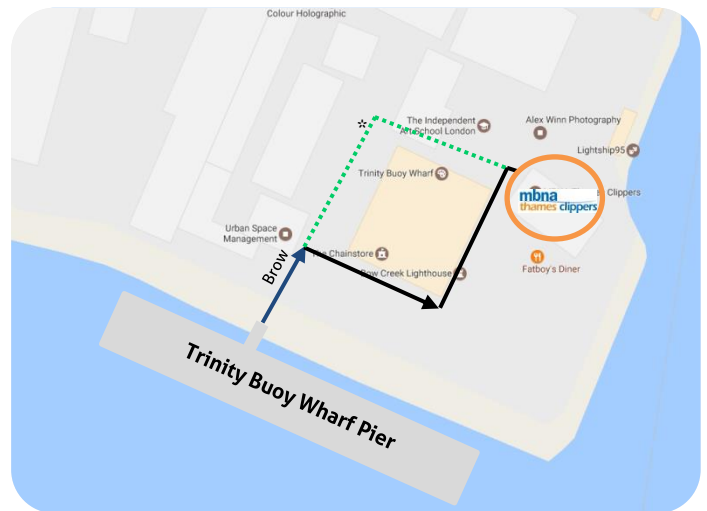 Colour Holographic
The Independent
Art School London
Alex Winn Photography
Lightship95
Trinity Buoy Wharf
mbna
thames clippers
Clippers
Urban Space
Management
Brow
Chainstore
Bow Creek Lighthouse
Fatboy's Diner
Trinity Buoy Wharf Pier